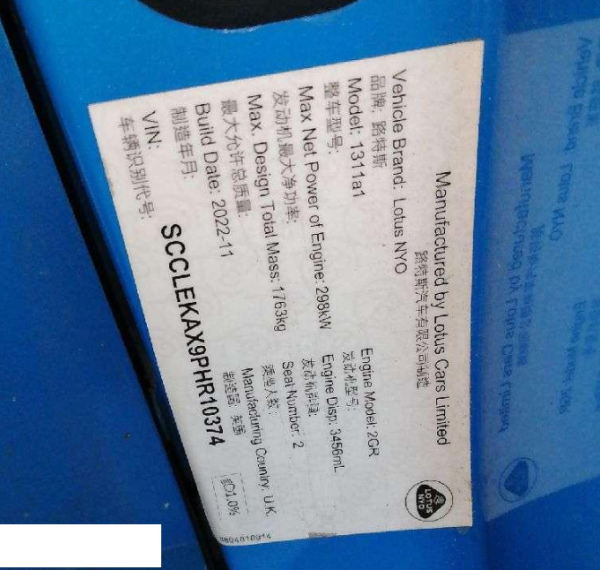 Manufactured by Lotus Cars Limited
路特斯汽车有限公司制造
Vehicle Brand: Lotus NYO
品牌: 路特斯
Model: 1311a1
整车型号:
Engine Model: 2GR
发动机型号:
Max Net Power of Engine: 298kW
发动机最大净功率:
Engine Disp: 3456mL
发动机排量:
Max. Design Total Mass: 1763kg
最大允许总质量:
Seat Number: 2
乘坐人数:
Build Date: 2022-11
制造年月:
Manufacturing Country: U.K.
制造国: 英国
VIN:
车辆识别代号:
SCCLEKAX9PHR10374
1.0%
LOTUS
NYO